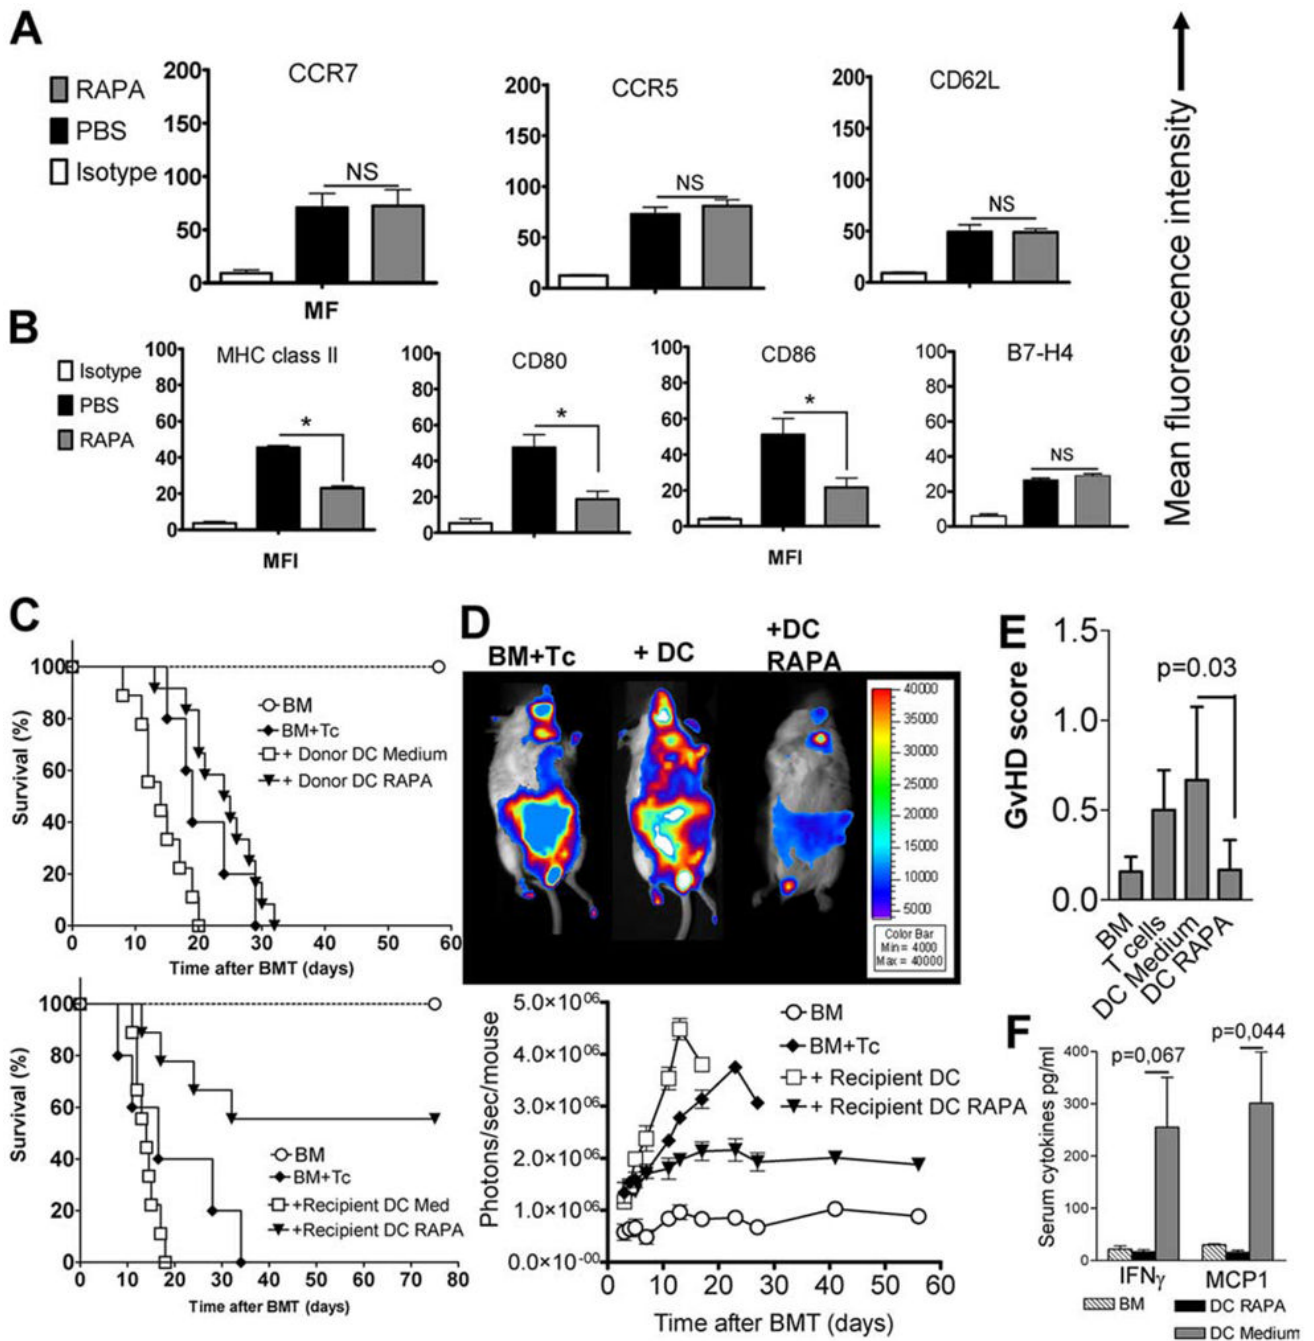 A
RAPA
PBS
Isotype
CCR7
200
150
100
50
0
NS
MF
CCR5
200
150
100
50
0
NS
CD62L
200
150
100
50
0
NS
Mean fluorescence intensity
B
Isotype
PBS
RAPA
MHC class II
100
80
60
40
20
0
*
MFI
CD80
100
80
60
40
20
0
*
CD86
100
80
60
40
20
0
*
MFI
B7-H4
100
80
60
40
20
0
NS
C
Survival (%)
100
80
60
40
20
0
BM
BM+Tc
+ Donor DC Medium
+ Donor DC RAPA
0 10 20 30 40 50 60
Time after BMT (days)
Survival (%)
100
80
60
40
20
0
BM
BM+Tc
+Recipient DC Med
+Recipient DC RAPA
0 10 20 30 40 50 60 70 80
Time after BMT (days)
D
BM+Tc
+ DC
+DC
RAPA
40000
35000
30000
25000
20000
15000
10000
5000
Color Bar
Min = 4000
Max = 40000
Photons/sec/mouse
5.0×10⁰⁶
4.0×10⁰⁶
3.0×10⁰⁶
2.0×10⁰⁶
1.0×10⁰⁶
0.0×10⁻⁰⁰
BM
BM+Tc
+ Recipient DC
+ Recipient DC RAPA
0 10 20 30 40 50 60
Time after BMT (days)
E
GvHD score
1.5
1.0
0.5
0.0
p=0.03
BM
T cells
DC Medium
DC RAPA
F
Serum cytokines pg/ml
400
300
200
100
0
p=0,067
p=0,044
IFNγ
MCP1
BM
DC RAPA
DC Medium